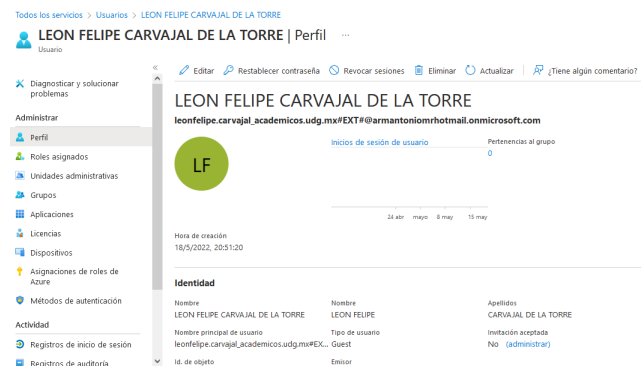 Todos los servicios > Usuarios > LEON FELIPE CARVAJAL DE LA TORRE
LEON FELIPE CARVAJAL DE LA TORRE | Perfil ...
Usuario
«
Diagnosticar y solucionar
problemas
Administrar
Perfil
Roles asignados
Unidades administrativas
Grupos
Aplicaciones
Licencias
Dispositivos
Asignaciones de roles de
Azure
Métodos de autenticación
Actividad
Registros de inicio de sesión
Registros de auditoría
Editar Restablecer contraseña Revocar sesiones Eliminar Actualizar ¿Tiene algún comentario?
LEON FELIPE CARVAJAL DE LA TORRE
leonfelipe.carvajal_academicos.udg.mx#EXT#@armantoniomrhotmail.onmicrosoft.com
LF
Inicios de sesión de usuario
Pertenencias al grupo
0
24 abr mayo 8 may 15 may
Hora de creación
18/5/2022, 20:51:20
Identidad
Nombre Nombre Apellidos
LEON FELIPE CARVAJAL DE LA TORRE LEON FELIPE CARVAJAL DE LA TORRE
Nombre principal de usuario Tipo de usuario Invitación aceptada
leonfelipe.carvajal_academicos.udg.mx#EX... Guest No (administrar)
Id. de objeto Emisor